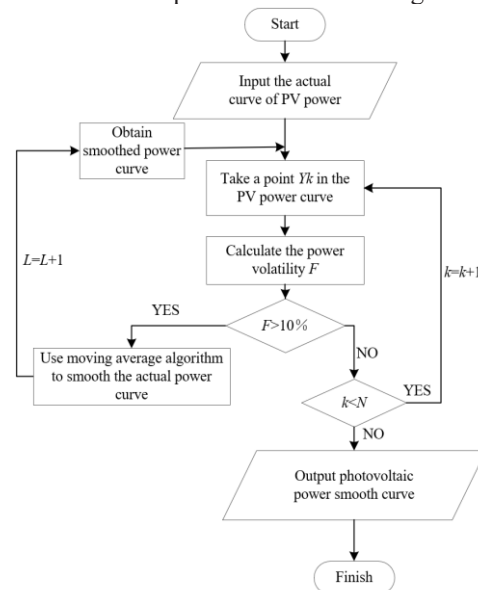 Start
Input the actual
curve of PV power
Obtain
smoothed power
curve
Take a point Yk in the
PV power curve
L=L+1
Calculate the power
volatility F
k=k+1
YES
F>10%
Use moving average algorithm
to smooth the actual power
curve
NO
YES
k<N
NO
Output photovoltaic
power smooth curve
Finish